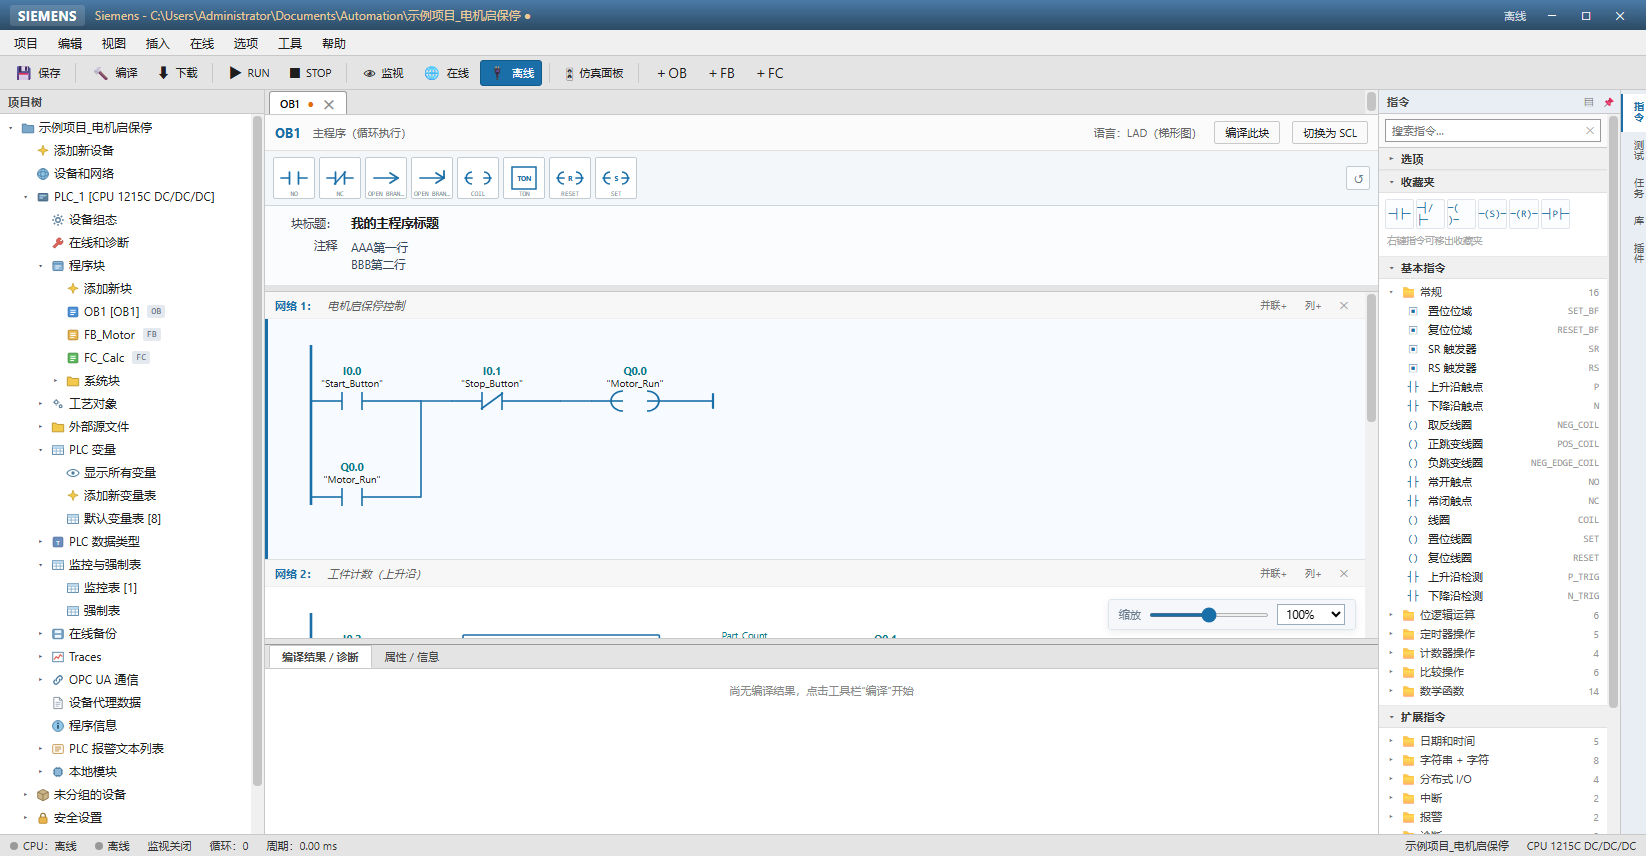 SIEMENS Siemens - C:\Users\Administrator\Documents\Automation\示例项目_电机启保停 离线
项目 编辑 视图 插入 在线 选项 工具 帮助
保存 编译 下载 RUN STOP 监视 在线 离线 仿真面板 +OB +FB +FC
项目树
示例项目_电机启保停
添加新设备
设备和网络
PLC_1 [CPU 1215C DC/DC/DC]
设备组态
在线和诊断
程序块
添加新块
OB1 [OB1] OB
FB_Motor FB
FC_Calc FC
系统块
工艺对象
外部源文件
PLC 变量
显示所有变量
添加新变量表
默认变量表 [8]
PLC 数据类型
监控与强制表
监控表 [1]
强制表
在线备份
Traces
OPC UA 通信
设备代理数据
程序信息
PLC 报警文本列表
本地模块
未分组的设备
安全设置
OB1
OB1 主程序（循环执行） 语言：LAD（梯形图） 编译此块 切换为 SCL
NO NC OPEN BRAN… OPEN BRAN… COIL TON TON R RESET S SET
块标题： 我的主程序标题
注释 AAA第一行
BBB第二行
网络 1： 电机启保停控制 并联+ 列+
I0.0 I0.1 Q0.0
"Start_Button" "Stop_Button" "Motor_Run"
Q0.0
"Motor_Run"
网络 2： 工件计数（上升沿） 并联+ 列+
Part_Count
缩放 100%
编译结果 / 诊断 属性 / 信息
尚无编译结果，点击工具栏"编译"开始
指令
搜索指令...
选项
收藏夹
⊣⊢ ⊣/⊢ ─( )─ ─(S)─ ─(R)─ ⊣P⊢
右键指令可移出收藏夹
基本指令
常规 16
置位位域 SET_BF
复位位域 RESET_BF
SR 触发器 SR
RS 触发器 RS
上升沿触点 P
下降沿触点 N
取反线圈 NEG_COIL
正跳变线圈 POS_COIL
负跳变线圈 NEG_EDGE_COIL
常开触点 NO
常闭触点 NC
线圈 COIL
置位线圈 SET
复位线圈 RESET
上升沿检测 P_TRIG
下降沿检测 N_TRIG
位逻辑运算 6
定时器操作 5
计数器操作 4
比较操作 6
数学函数 14
扩展指令
日期和时间 5
字符串 + 字符 8
分布式 I/O 4
中断 2
报警 2
指令
测试
任务
库
插件
CPU：离线 离线 监视关闭 循环：0 周期：0.00 ms 示例项目_电机启保停 CPU 1215C DC/DC/DC